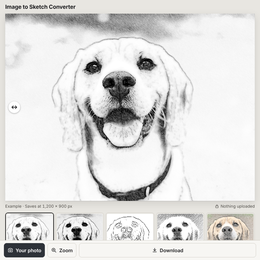 Image to Sketch Converter
Example · Saves at 1,200 × 900 px
Nothing uploaded
Your photo
Zoom
Download